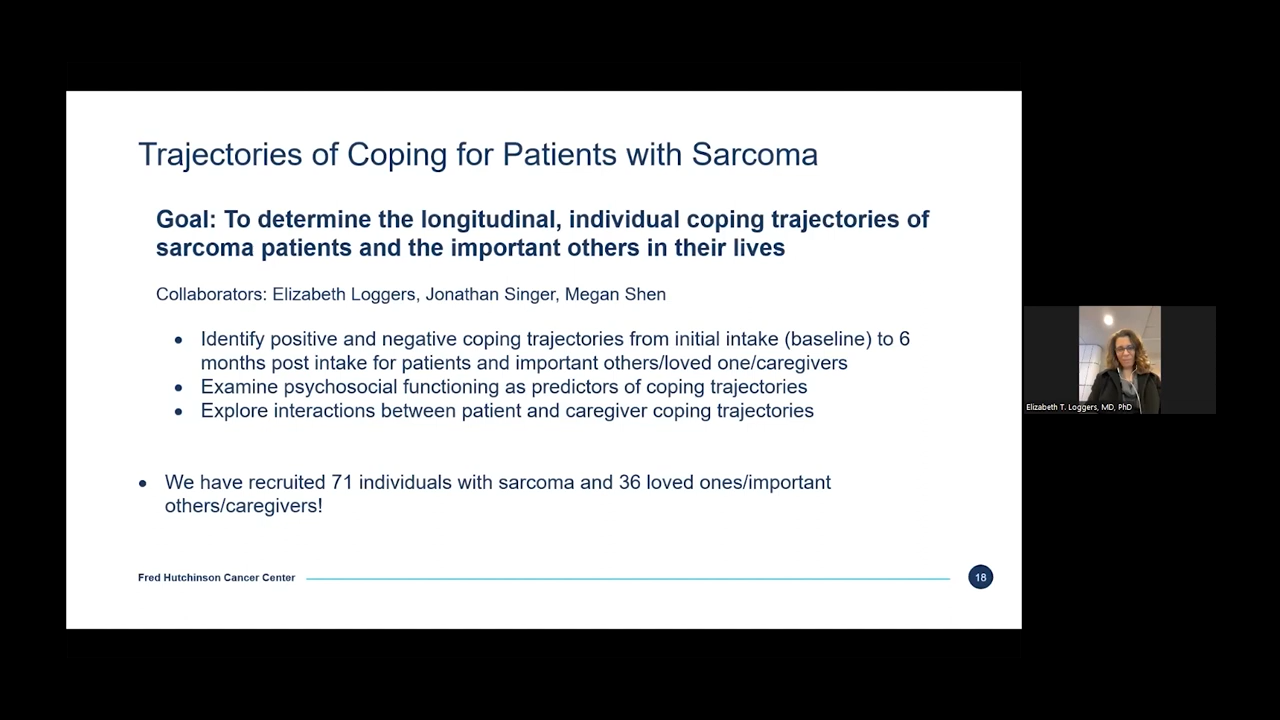 Trajectories of Coping for Patients with Sarcoma
Goal: To determine the longitudinal, individual coping trajectories of
sarcoma patients and the important others in their lives
Collaborators: Elizabeth Loggers, Jonathan Singer, Megan Shen
• Identify positive and negative coping trajectories from initial intake (baseline) to 6
months post intake for patients and important others/loved one/caregivers
• Examine psychosocial functioning as predictors of coping trajectories
• Explore interactions between patient and caregiver coping trajectories
• We have recruited 71 individuals with sarcoma and 36 loved ones/important
others/caregivers!
Fred Hutchinson Cancer Center
18
Elizabeth T. Loggers, MD, PhD